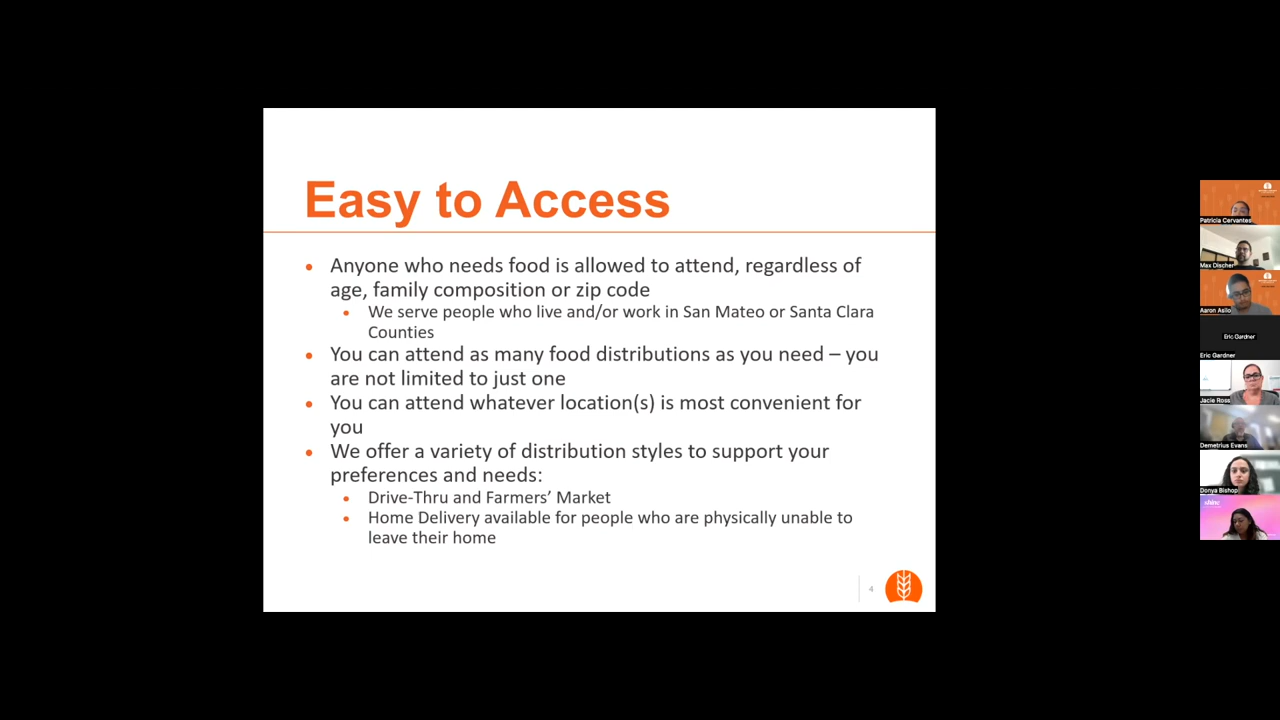 Easy to Access
Anyone who needs food is allowed to attend, regardless of
age, family composition or zip code
We serve people who live and/or work in San Mateo or Santa Clara
Counties
You can attend as many food distributions as you need – you
are not limited to just one
You can attend whatever location(s) is most convenient for
you
We offer a variety of distribution styles to support your
preferences and needs:
Drive-Thru and Farmers’ Market
Home Delivery available for people who are physically unable to
leave their home
4
Patricia Cervantes
Max Discher
Aaron Asilo
Eric Gardner
Eric Gardner
Jacie Ross
Demetrius Evans
Donya Bishop
shine